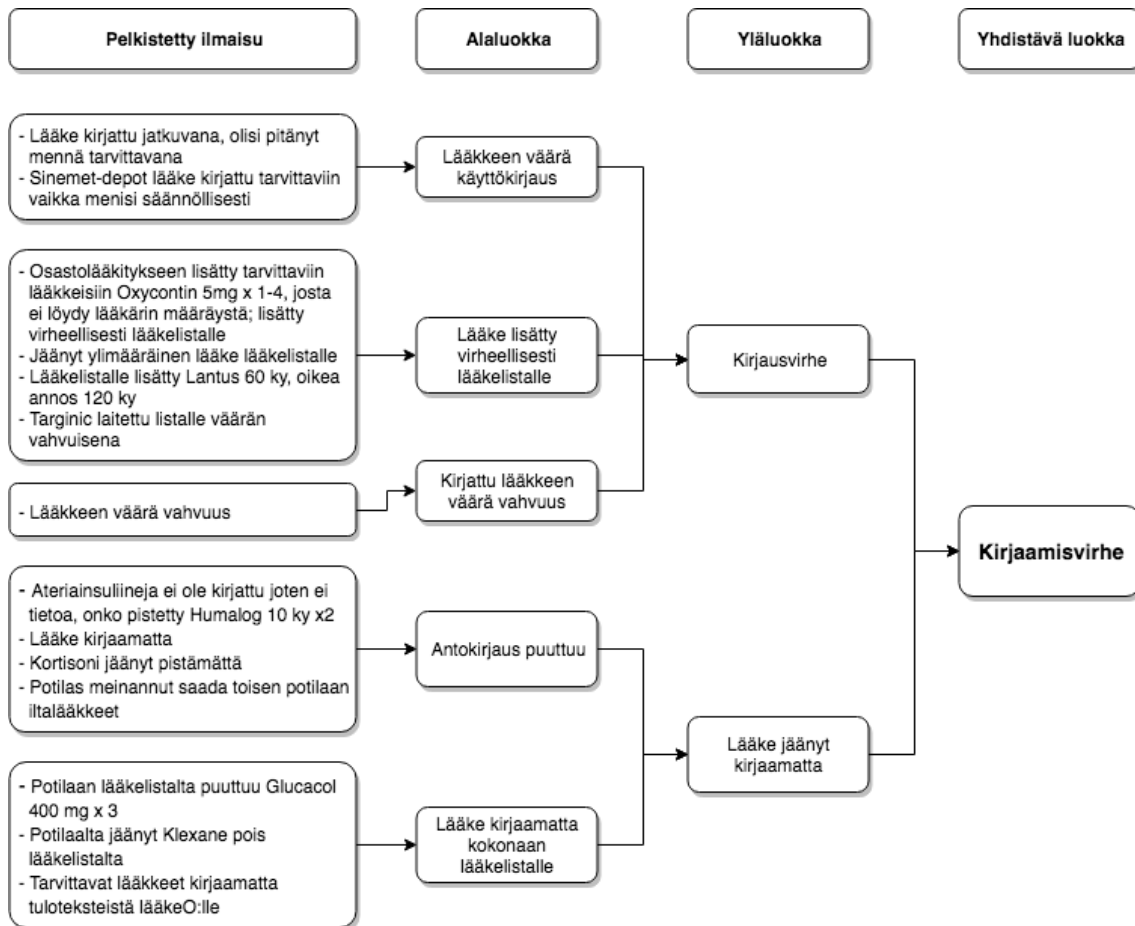 Pelkistetty ilmaisu
Alaluokka
Yläluokka
Yhdistävä luokka
- Lääke kirjattu jatkuvana, olisi pitänyt
mennä tarvittavana
- Sinemet-depot lääke kirjattu tarvittaviin
vaikka menisi säännöllisesti
Lääkkeen väärä
käyttökirjaus
- Osastolääkitykseen lisätty tarvittaviin
lääkkeisiin Oxycontin 5mg x 1-4, josta
ei löydy lääkärin määräystä; lisätty
virheellisesti lääkelistalle
- Jäänyt ylimääräinen lääke lääkelistalle
- Lääkelistalle lisätty Lantus 60 ky, oikea
annos 120 ky
- Targinic laitettu listalle väärän
vahvuisena
Lääke lisätty
virheellisesti
lääkelistalle
Kirjausvirhe
- Lääkkeen väärä vahvuus
Kirjattu lääkkeen
väärä vahvuus
Kirjaamisvirhe
- Ateriainsuliineja ei ole kirjattu joten ei
tietoa, onko pistetty Humalog 10 ky x2
- Lääke kirjaamatta
- Kortisoni jäänyt pistämättä
- Potilas meinannut saada toisen potilaan
iltalääkkeet
Antokirjaus puuttuu
Lääke jäänyt
kirjaamatta
- Potilaan lääkelistalta puuttuu Glucacol
400 mg x 3
- Potilaalta jäänyt Klexane pois
lääkelistalta
- Tarvittavat lääkkeet kirjaamatta
tuloteksteistä lääkeO:lle
Lääke kirjaamatta
kokonaan
lääkelistalle